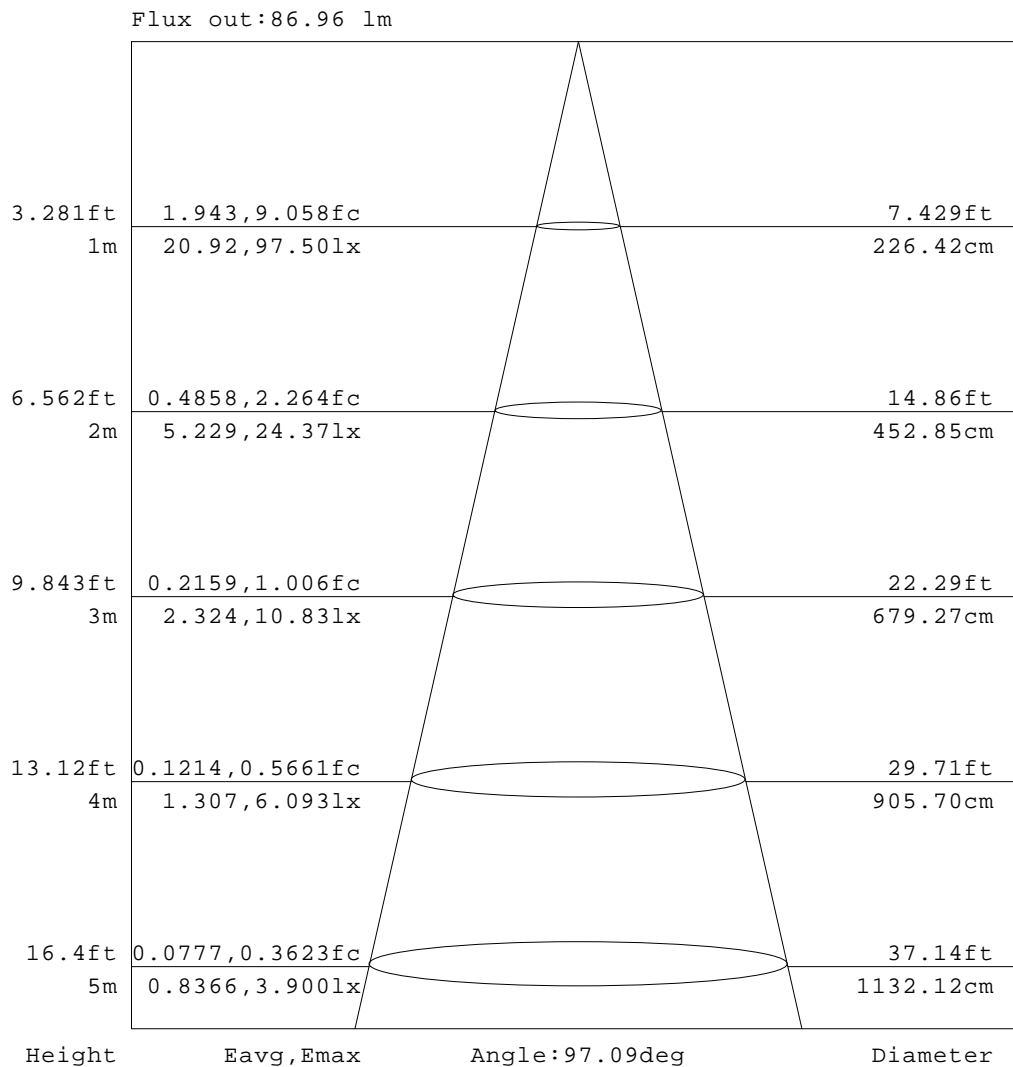 Flux out:86.96 lm
3.281ft 1.943,9.058fc 7.429ft
1m 20.92,97.50lx 226.42cm
6.562ft 0.4858,2.264fc 14.86ft
2m 5.229,24.37lx 452.85cm
9.843ft 0.2159,1.006fc 22.29ft
3m 2.324,10.83lx 679.27cm
13.12ft 0.1214,0.5661fc 29.71ft
4m 1.307,6.093lx 905.70cm
16.4ft 0.0777,0.3623fc 37.14ft
5m 0.8366,3.900lx 1132.12cm
Height Eavg,Emax Angle:97.09deg Diameter